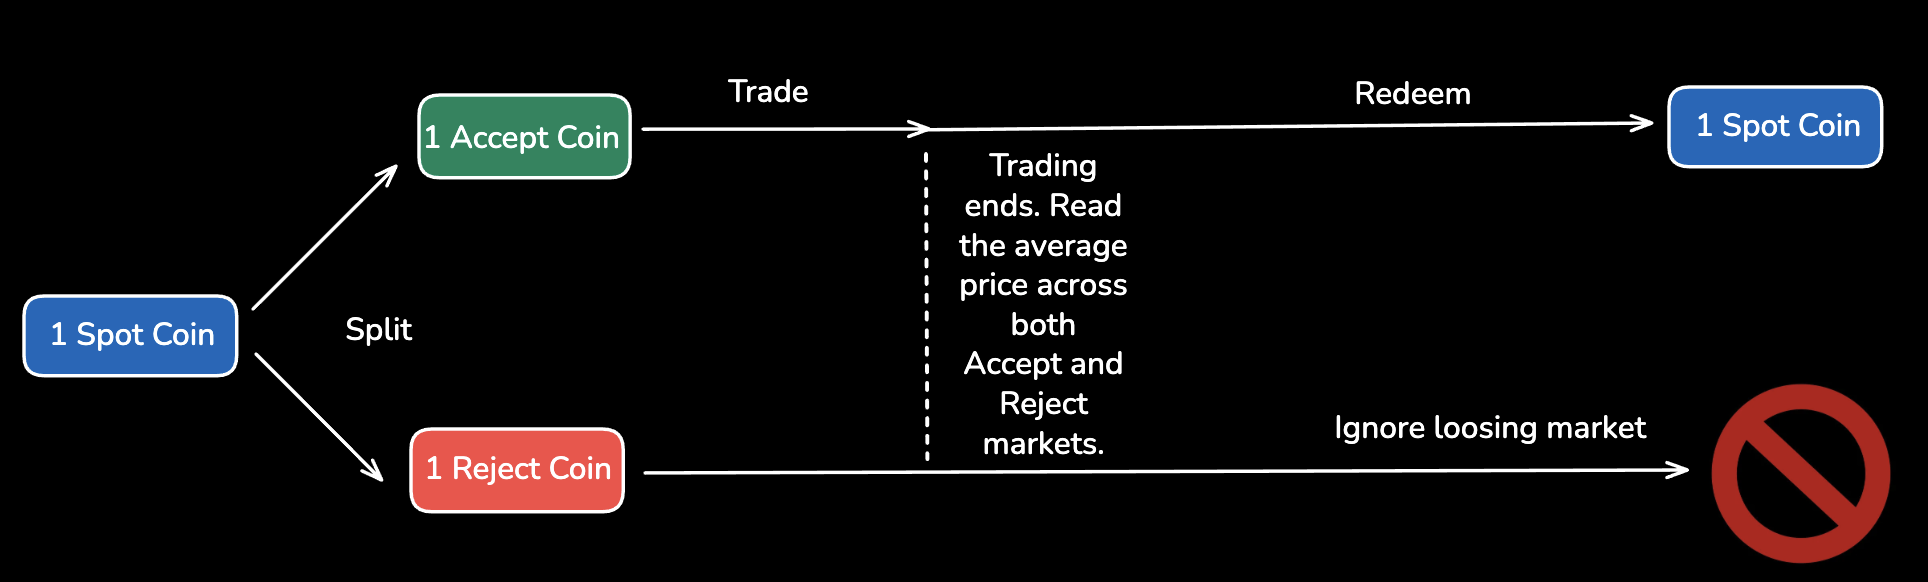 Trade
Redeem
1 Accept Coin
1 Spot Coin
Trading
ends. Read
the average
price across
both
Accept and
Reject
markets.
1 Spot Coin
Split
1 Reject Coin
Ignore loosing market